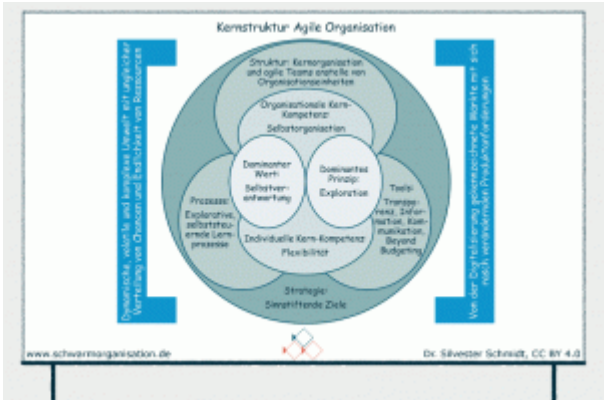 Kernstruktur Agile Organisation
Dynamische, volatile und komplexe Umwelt mit ungleicher
Verteilung von Chancen und Endlichkeit von Ressourcen
Struktur: Kernorganisation
und agile Teams anstelle von
Organisationseinheiten
Organisationale Kern-
Kompetenz:
Selbstorganisation
Dominanter
Wert:
Selbstver-
antwortung
Dominantes
Prinzip:
Exploration
Prozesse:
Explorative,
selbststeu-
ernde Lern-
prozesse
Tools:
Transpa-
renz, Infor-
mation, Kom-
munikation,
Beyond
Budgeting
Individuelle Kern-Kompetenz
Flexibilität
Strategie:
Sinnstiftende Ziele
Von der Digitalisierung gekennzeichnete Märkte mit sich
rasch verändernden Produktanforderungen
www.schwarmorganisation.de
Dr. Silvester Schmidt, CC BY 4.0